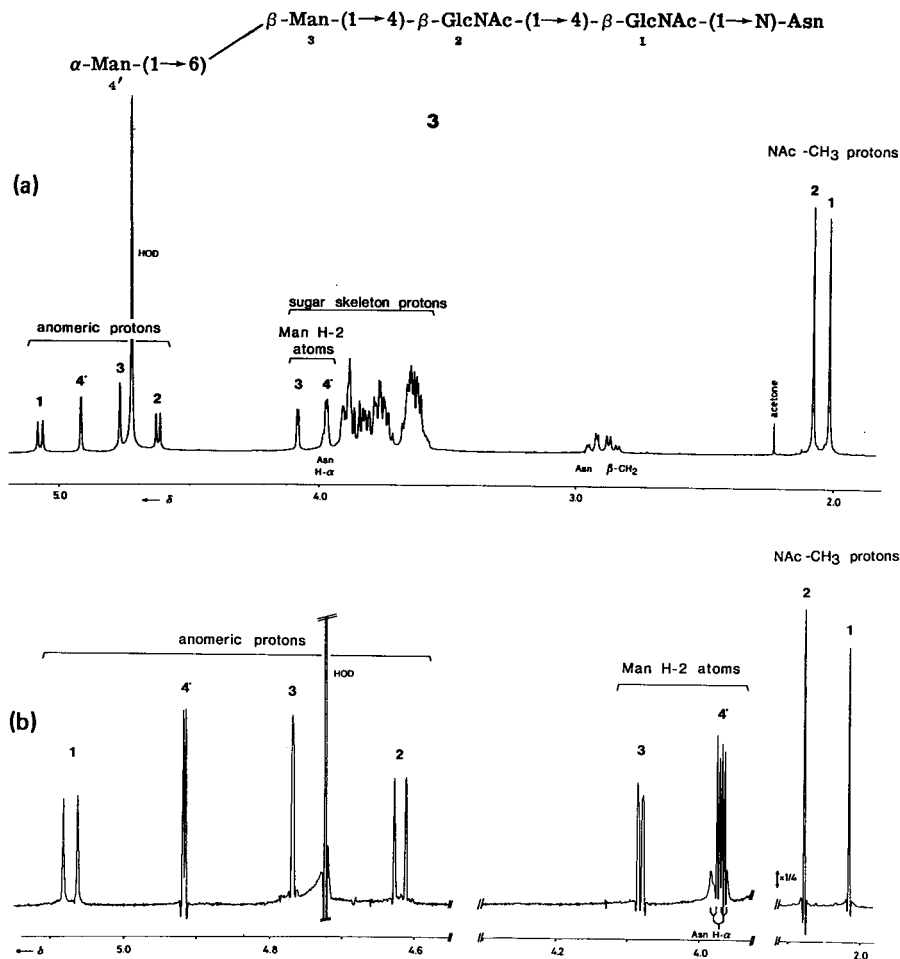 β-Man-(1→4)-β-GlcNAc-(1→4)-β-GlcNAc-(1→N)-Asn
3 2 1
α-Man-(1→6)
4'
3
(a)
NAc -CH3 protons
2 1
HOD
sugar skeleton protons
anomeric protons
Man H-2
atoms
1 4' 3 2
3 4'
acetone
Asn
H-α
Asn β-CH2
5.0 4.0 3.0 2.0
← δ
NAc -CH3 protons
2
1
anomeric protons
HOD
Man H-2 atoms
(b)
4' 3
1 2
4'
3
×1/4
Asn H-α
← δ 5.0 4.8 4.6 4.2 4.0 2.0